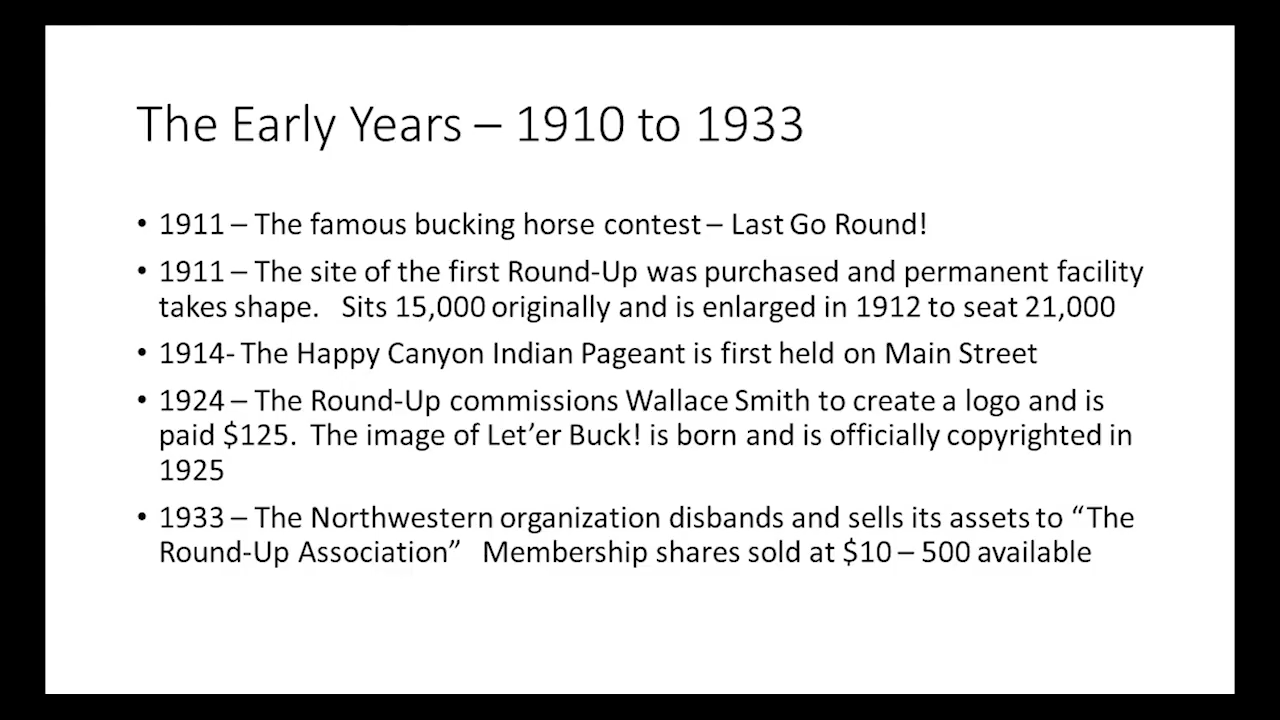 The Early Years – 1910 to 1933
• 1911 – The famous bucking horse contest – Last Go Round!
• 1911 – The site of the first Round-Up was purchased and permanent facility
takes shape.   Sits 15,000 originally and is enlarged in 1912 to seat 21,000
• 1914- The Happy Canyon Indian Pageant is first held on Main Street
• 1924 – The Round-Up commissions Wallace Smith to create a logo and is
paid $125.  The image of Let’er Buck! is born and is officially copyrighted in
1925
• 1933 – The Northwestern organization disbands and sells its assets to “The
Round-Up Association”   Membership shares sold at $10 – 500 available